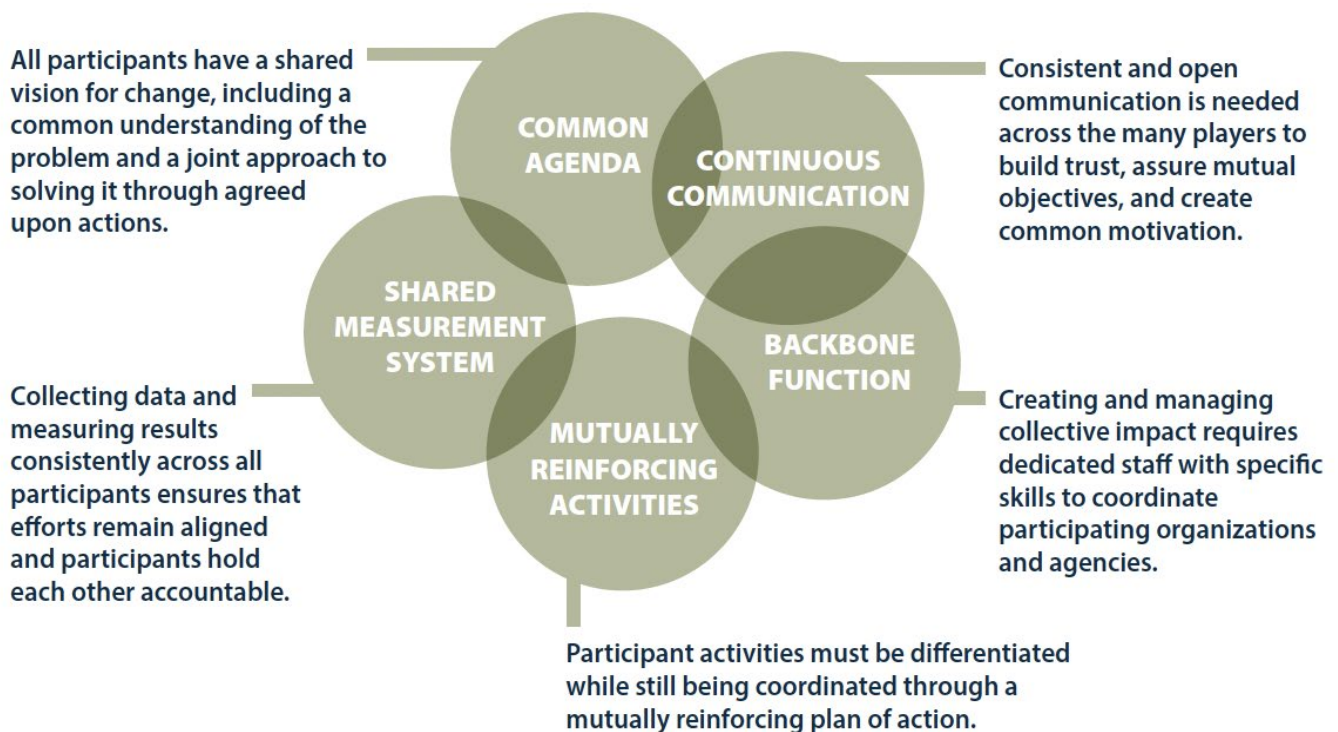 All participants have a shared
vision for change, including a
common understanding of the
problem and a joint approach to
solving it through agreed
upon actions.
COMMON
AGENDA
CONTINUOUS
COMMUNICATION
Consistent and open
communication is needed
across the many players to
build trust, assure mutual
objectives, and create
common motivation.
SHARED
MEASUREMENT
SYSTEM
BACKBONE
FUNCTION
Collecting data and
measuring results
consistently across all
participants ensures that
efforts remain aligned
and participants hold
each other accountable.
MUTUALLY
REINFORCING
ACTIVITIES
Creating and managing
collective impact requires
dedicated staff with specific
skills to coordinate
participating organizations
and agencies.
Participant activities must be differentiated
while still being coordinated through a
mutually reinforcing plan of action.